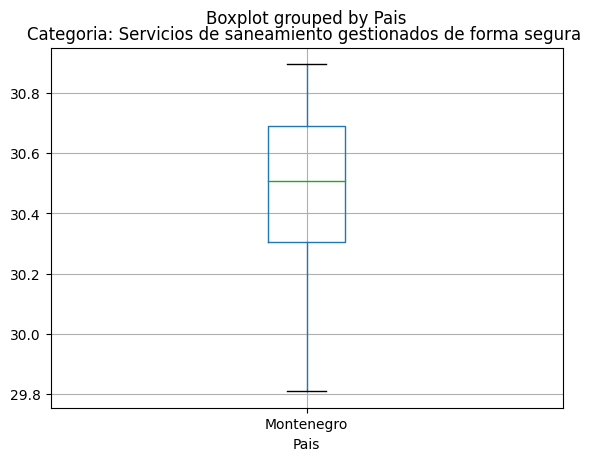 Boxplot grouped by Pais
Categoria: Servicios de saneamiento gestionados de forma segura
30.8
30.6
30.4
30.2
30.0
29.8
Montenegro
Pais